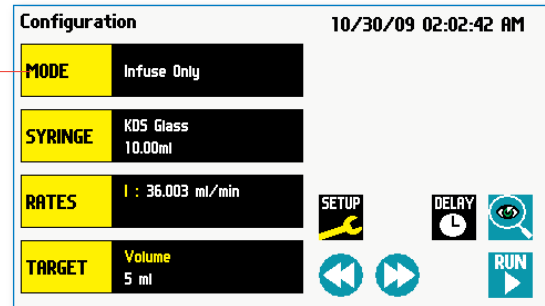 Configuration
10/30/09 02:02:42 AM
MODE
Infuse Only
SYRINGE
KDS Glass
10.00ml
RATES
I : 36.003 ml/min
SETUP
DELAY
TARGET
Volume
5 ml
RUN